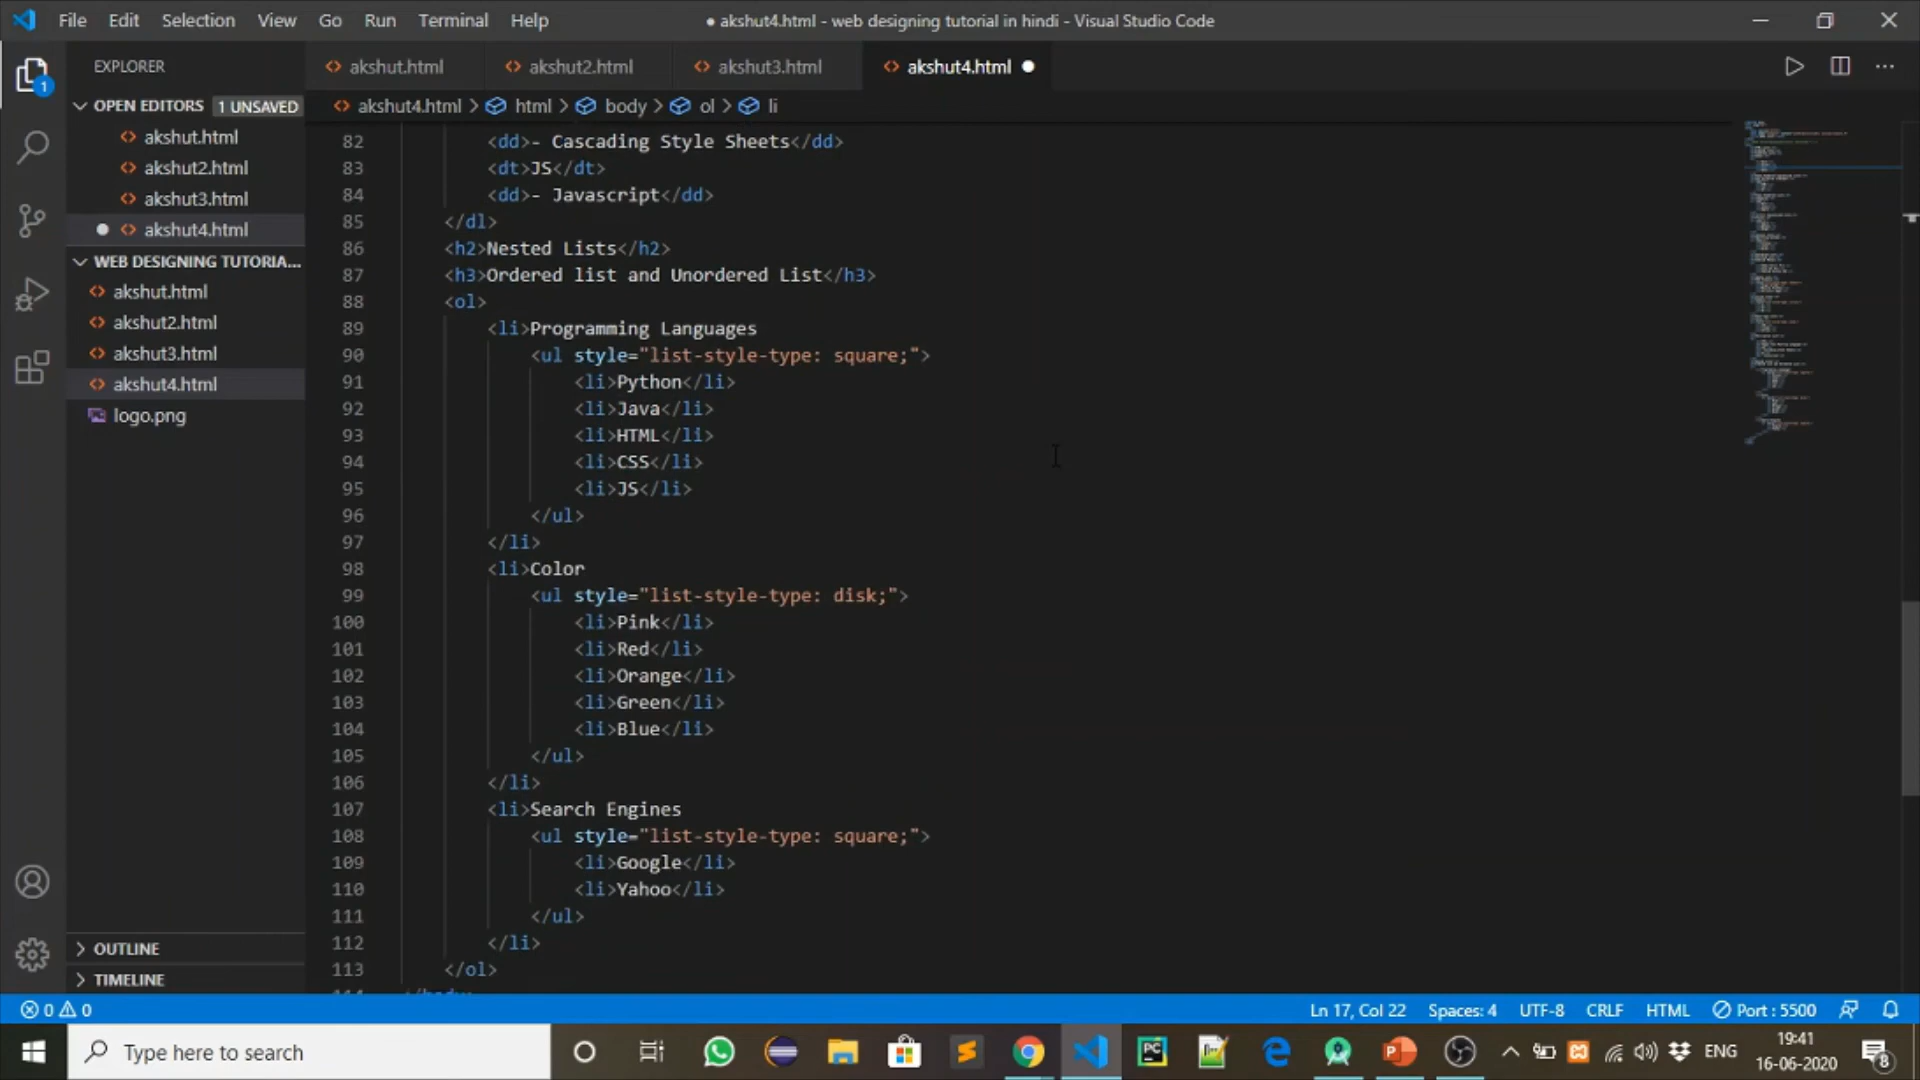 File Edit Selection View Go Run Terminal Help
● akshut4.html - web designing tutorial in hindi - Visual Studio Code
EXPLORER
OPEN EDITORS 1 UNSAVED
akshut.html
akshut2.html
akshut3.html
akshut4.html
WEB DESIGNING TUTORIA...
akshut.html
akshut2.html
akshut3.html
akshut4.html
logo.png
OUTLINE
TIMELINE
1
akshut.html akshut2.html akshut3.html akshut4.html
akshut4.html > html > body > ol > li
82 <dd>- Cascading Style Sheets</dd>
83 <dt>JS</dt>
84 <dd>- Javascript</dd>
85 </dl>
86 <h2>Nested Lists</h2>
87 <h3>Ordered list and Unordered List</h3>
88 <ol>
89 <li>Programming Languages
90 <ul style="list-style-type: square;">
91 <li>Python</li>
92 <li>Java</li>
93 <li>HTML</li>
94 <li>CSS</li>
95 <li>JS</li>
96 </ul>
97 </li>
98 <li>Color
99 <ul style="list-style-type: disk;">
100 <li>Pink</li>
101 <li>Red</li>
102 <li>Orange</li>
103 <li>Green</li>
104 <li>Blue</li>
105 </ul>
106 </li>
107 <li>Search Engines
108 <ul style="list-style-type: square;">
109 <li>Google</li>
110 <li>Yahoo</li>
111 </ul>
112 </li>
113 </ol>
0 0
Ln 17, Col 22 Spaces: 4 UTF-8 CRLF HTML Port : 5500
Type here to search
PC
ENG
19:41
16-06-2020
8